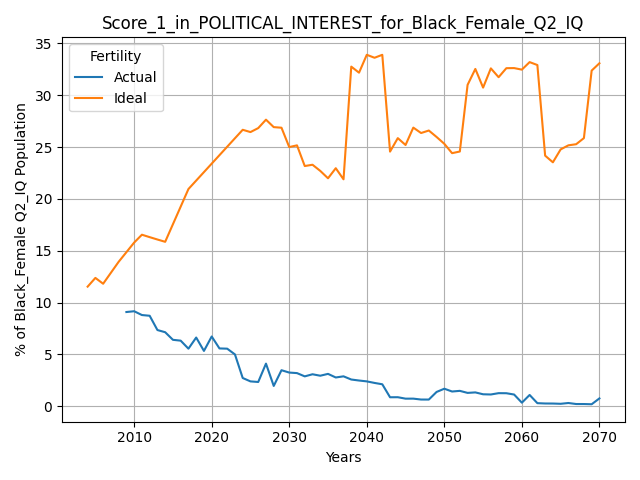 Score_1_in_POLITICAL_INTEREST_for_Black_Female_Q2_IQ
Fertility
Actual
Ideal
% of Black_Female Q2_IQ Population
35
30
25
20
15
10
5
0
2010 2020 2030 2040 2050 2060 2070
Years